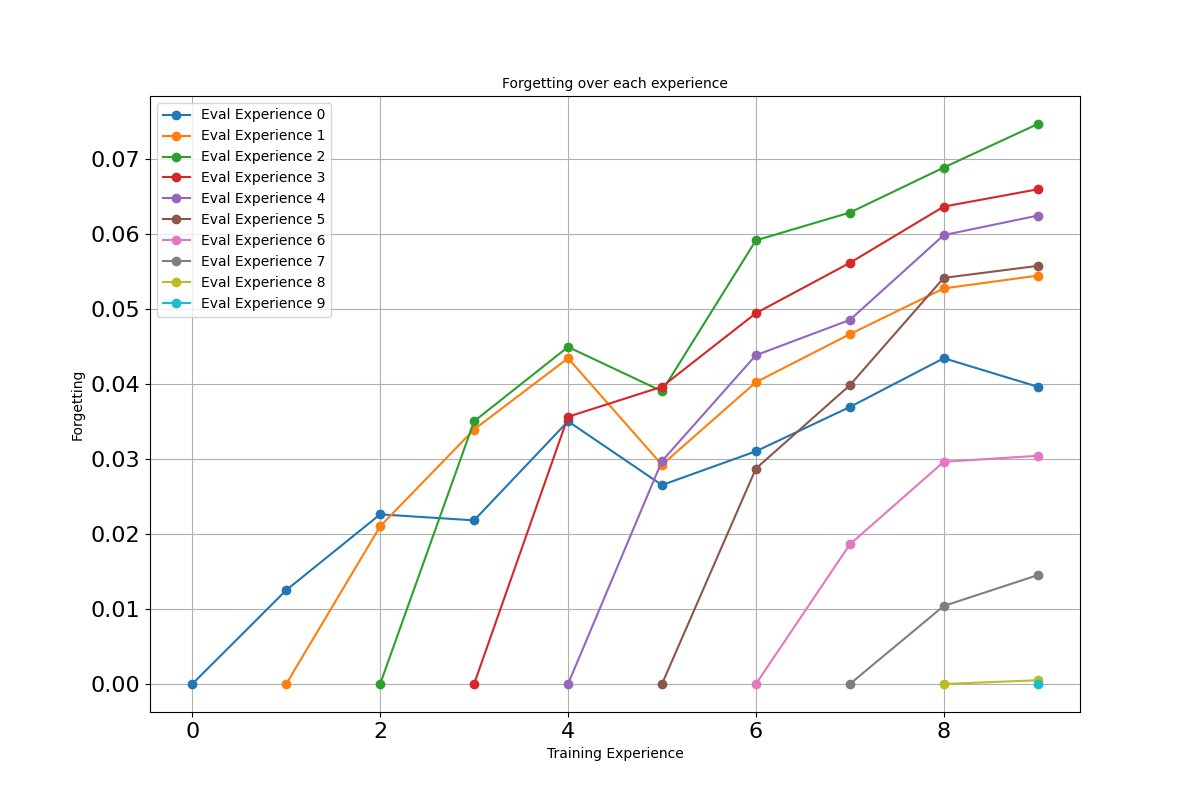 Forgetting over each experience
Eval Experience 0
Eval Experience 1
Eval Experience 2
Eval Experience 3
Eval Experience 4
Eval Experience 5
Eval Experience 6
Eval Experience 7
Eval Experience 8
Eval Experience 9
0.07
0.06
0.05
0.04
0.03
0.02
0.01
0.00
Forgetting
0 2 4 6 8
Training Experience